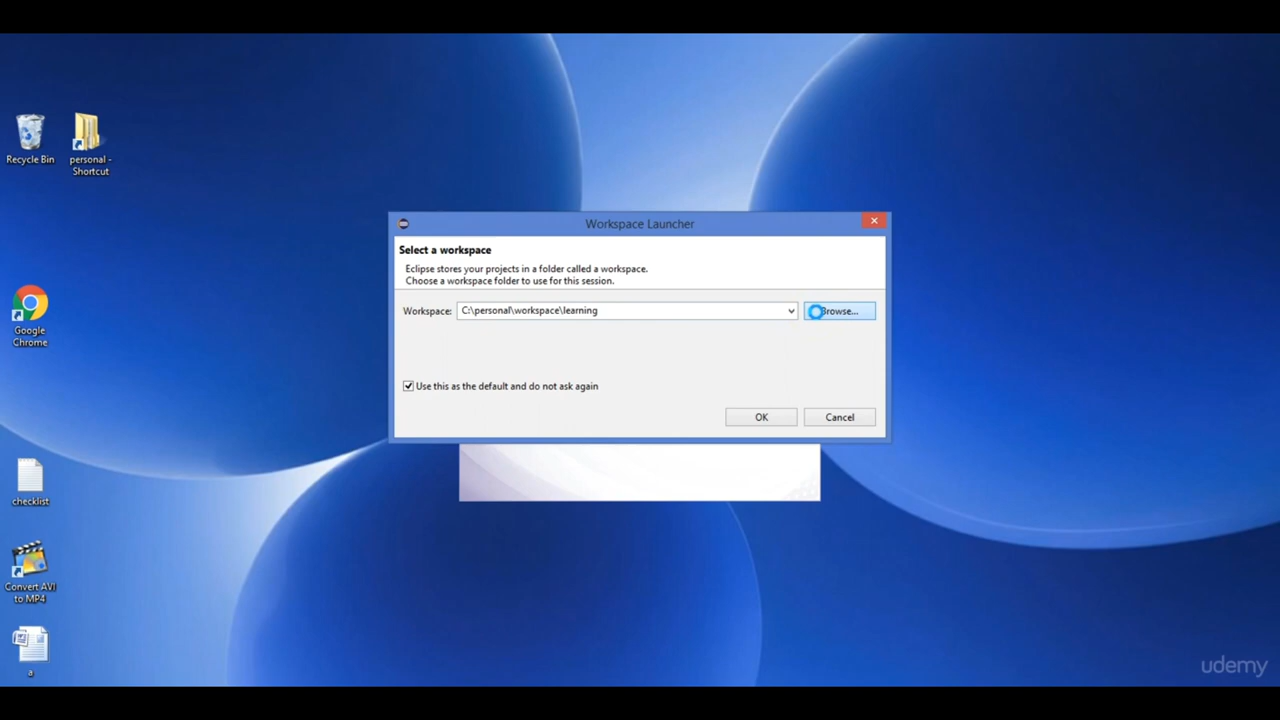 Recycle Bin
personal -
Shortcut
Workspace Launcher
Select a workspace
Eclipse stores your projects in a folder called a workspace.
Choose a workspace folder to use for this session.
Workspace: C:\personal\workspace\learning Browse...
Google
Chrome
Use this as the default and do not ask again
OK Cancel
checklist
Convert AVI
to MP4
a
udemy